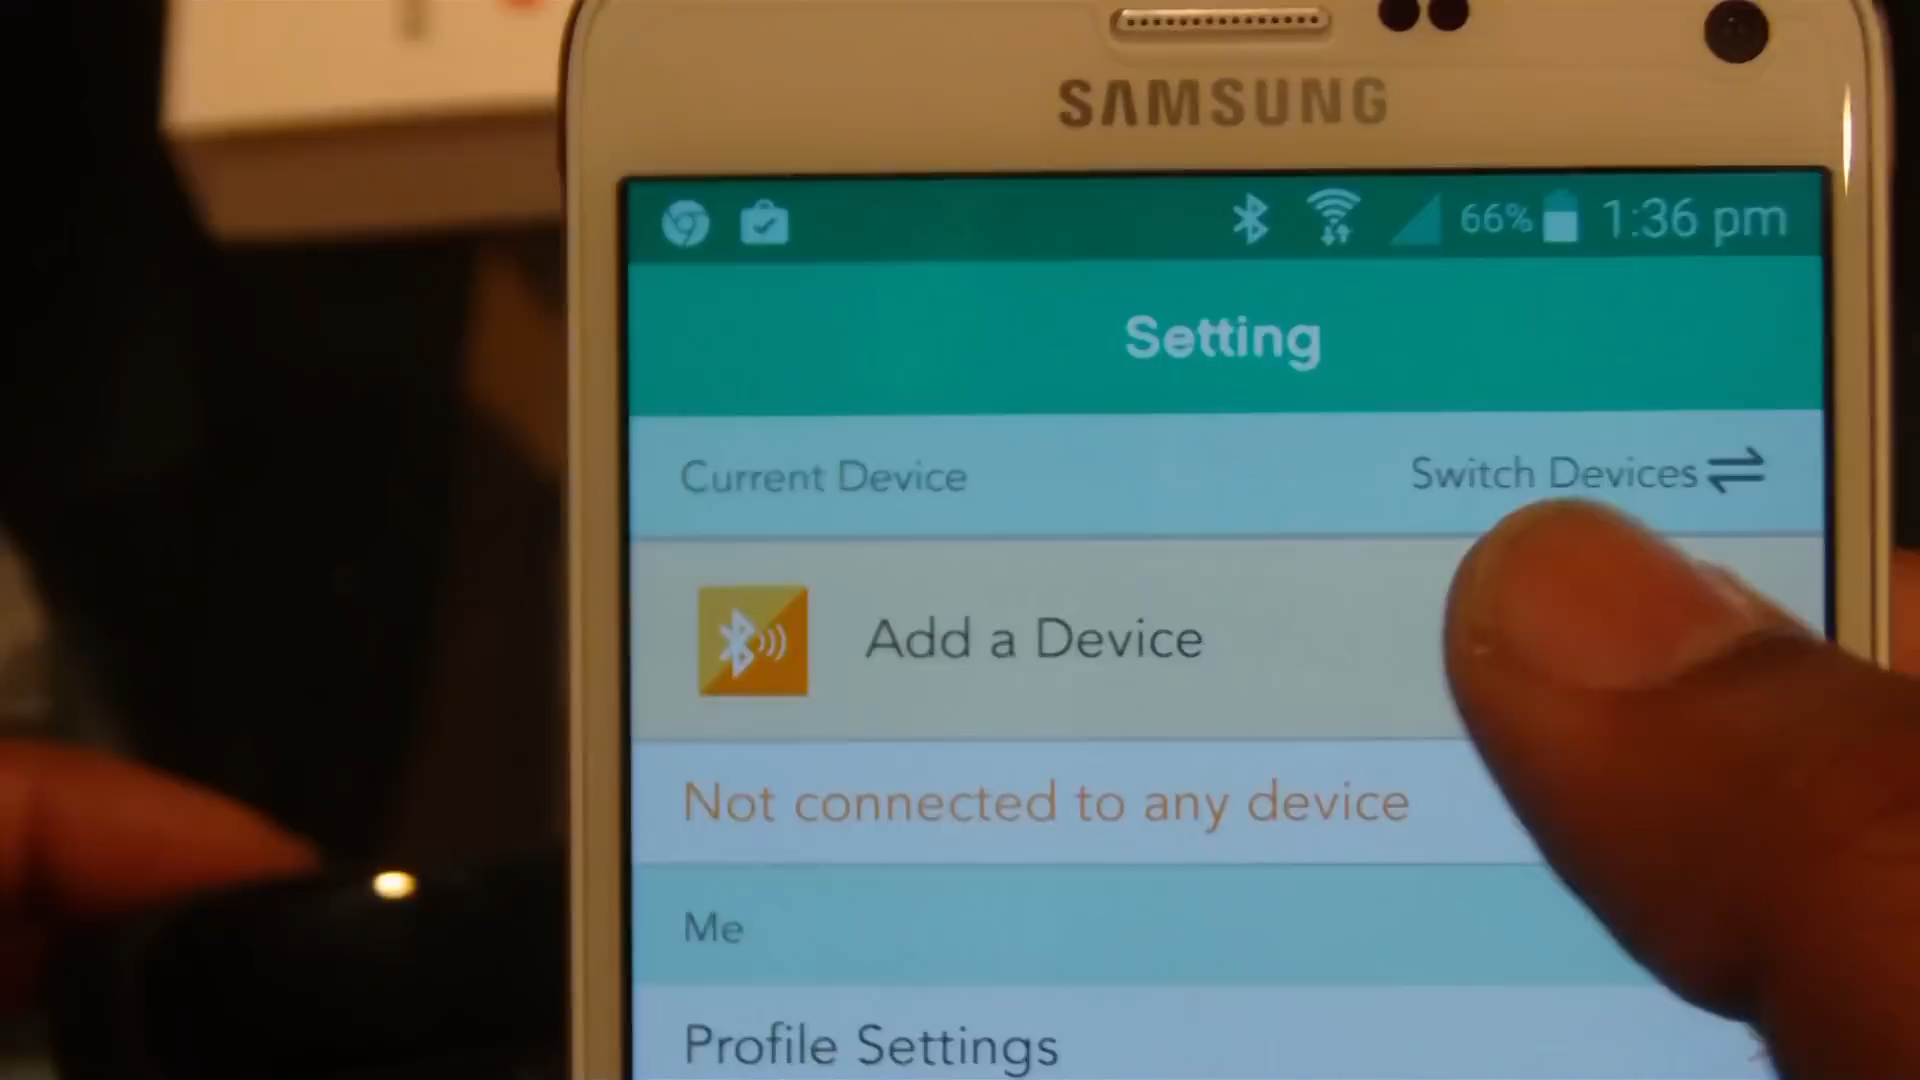 SAMSUNG
66% 1:36 pm
Setting
Current Device Switch Devices
Add a Device
Not connected to any device
Me
Profile Settings